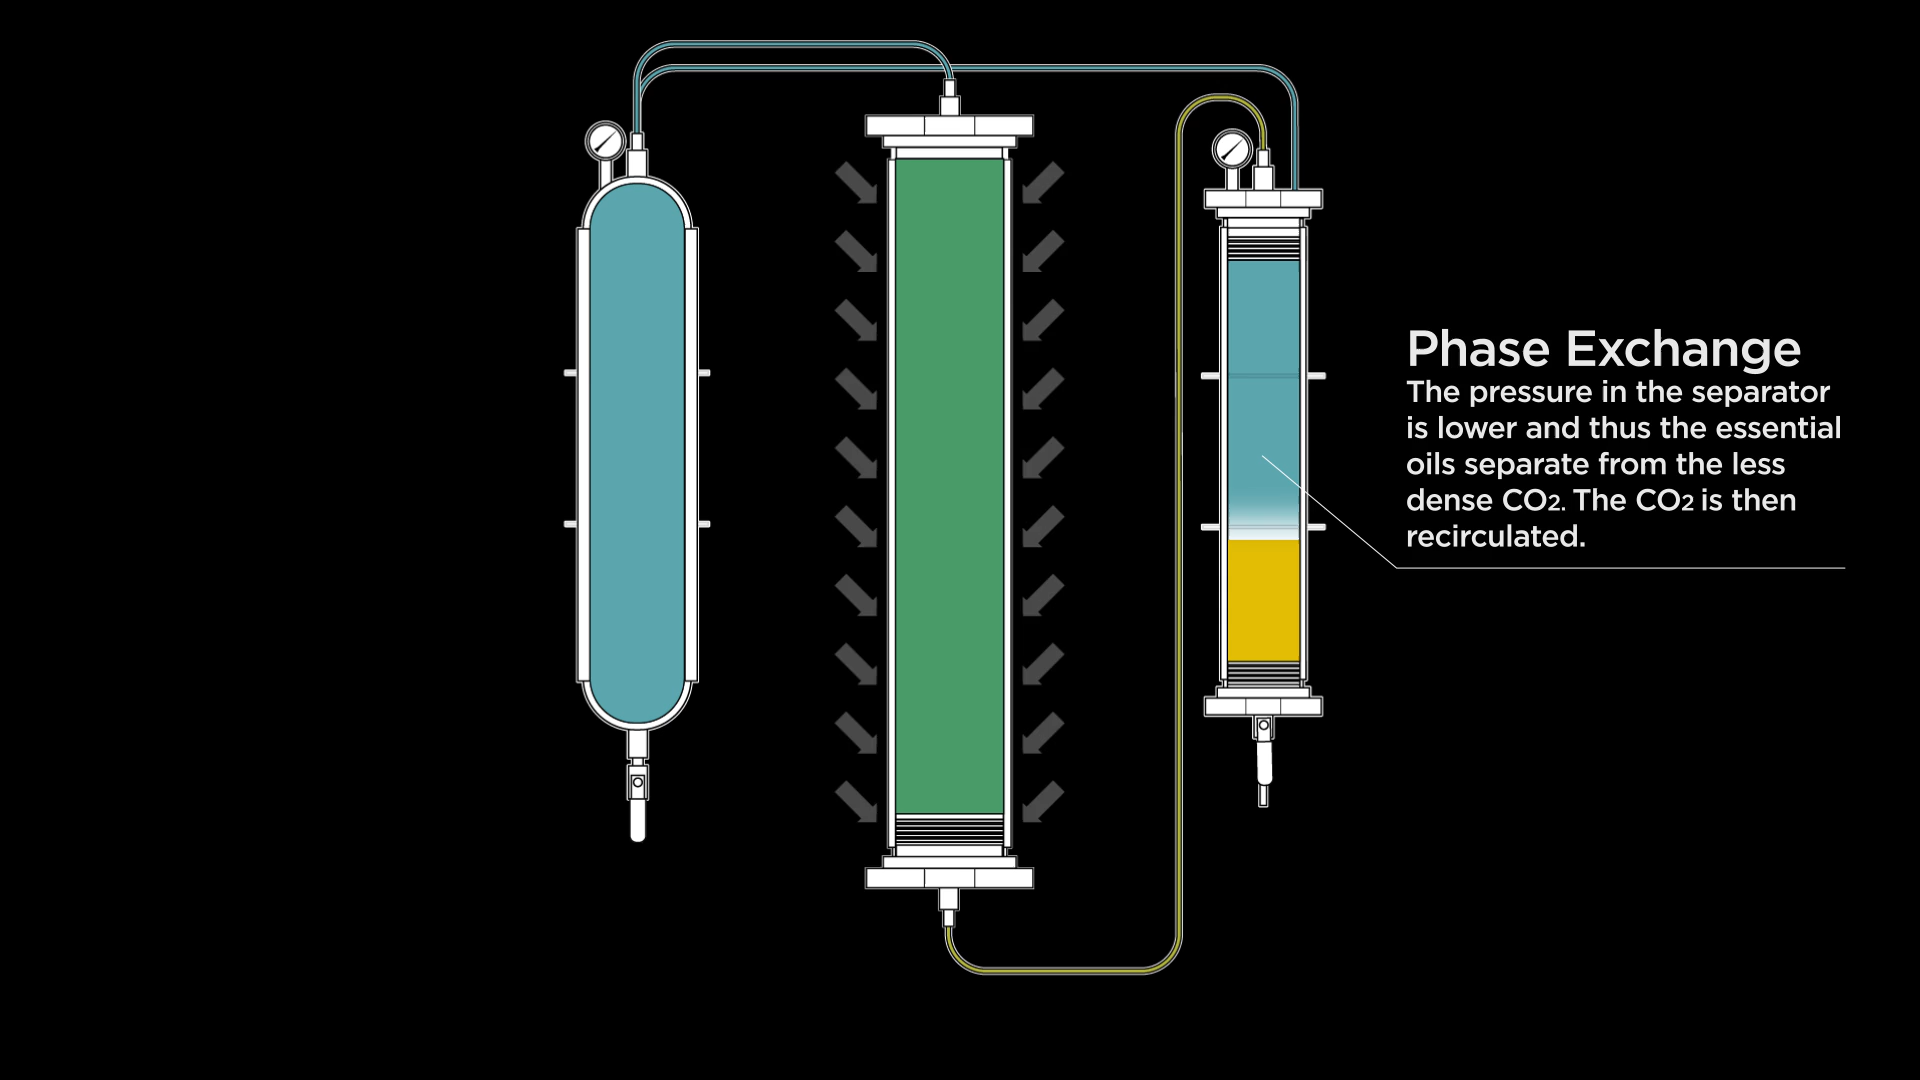 Phase Exchange
The pressure in the separator
is lower and thus the essential
oils separate from the less
dense CO2. The CO2 is then
recirculated.